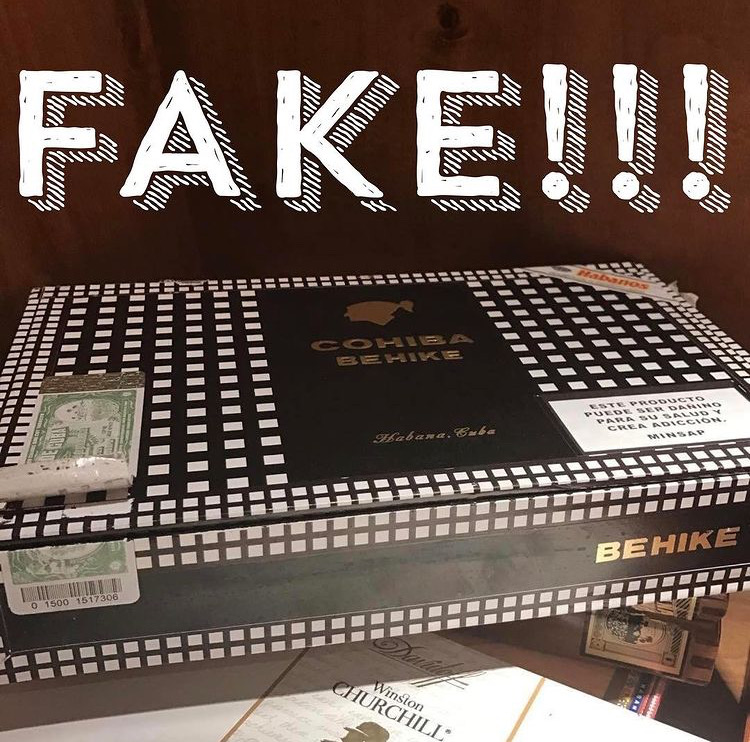 FAKE!!!
Habanos
COHIBA
BEHIKE
Habana, Cuba
ESTE PRODUCTO
PUEDE SER DAÑINO
PARA SU SALUD Y
CREA ADICCIÓN.
MINSAP
BEHIKE
0 1500 1517306
Davidoff
Winston
CHURCHILL®